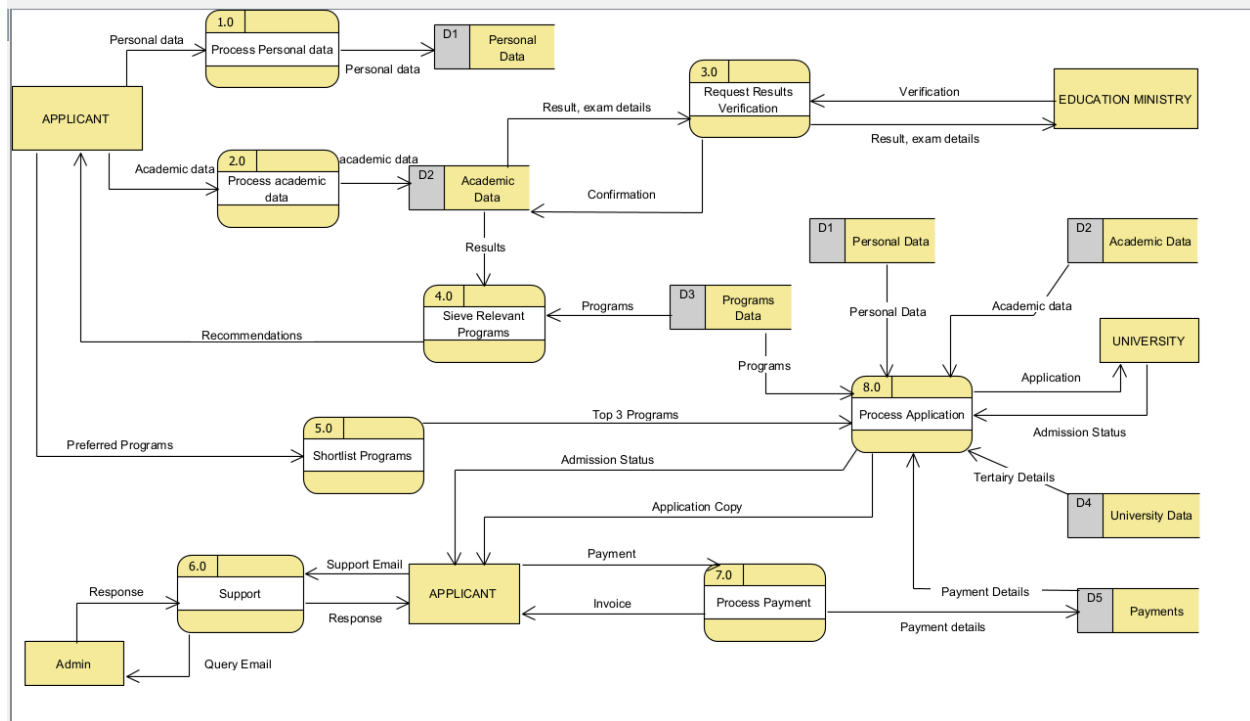 1.0
Process Personal data
Personal data
Personal data
D1
Personal
Data
3.0
Request Results
Verification
Verification
EDUCATION MINISTRY
Result, exam details
Result, exam details
APPLICANT
Academic data
2.0
Process academic
data
academic data
D2
Academic
Data
Confirmation
Results
D1
Personal Data
D2
Academic Data
4.0
Sieve Relevant
Programs
Programs
D3
Programs
Data
Recommendations
Personal Data
Academic data
UNIVERSITY
Programs
8.0
Process Application
Application
Admission Status
Top 3 Programs
5.0
Shortlist Programs
Preferred Programs
Admission Status
Tertairy Details
D4
University Data
Application Copy
6.0
Support
Support Email
Response
Response
APPLICANT
Payment
Invoice
7.0
Process Payment
Payment Details
Payment details
D5
Payments
Admin
Query Email